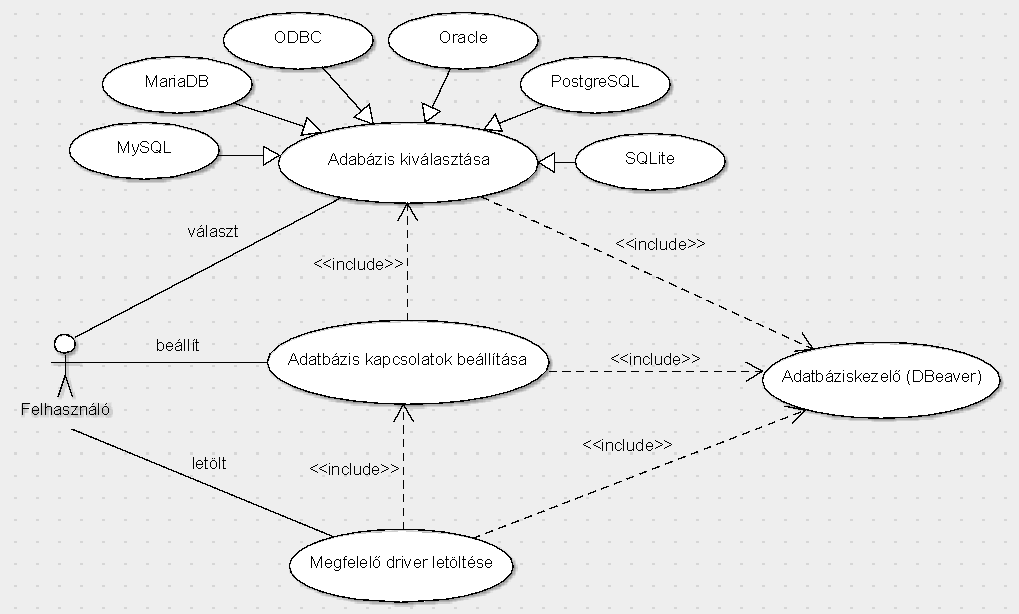 ODBC
Oracle
MariaDB
PostgreSQL
MySQL
Adabázis kiválasztása
SQLite
választ
<<include>>
<<include>>
beállít
Adatbázis kapcsolatok beállítása
<<include>>
Adatbáziskezelő (DBeaver)
Felhasználó
letölt
<<include>>
<<include>>
Megfelelő driver letöltése